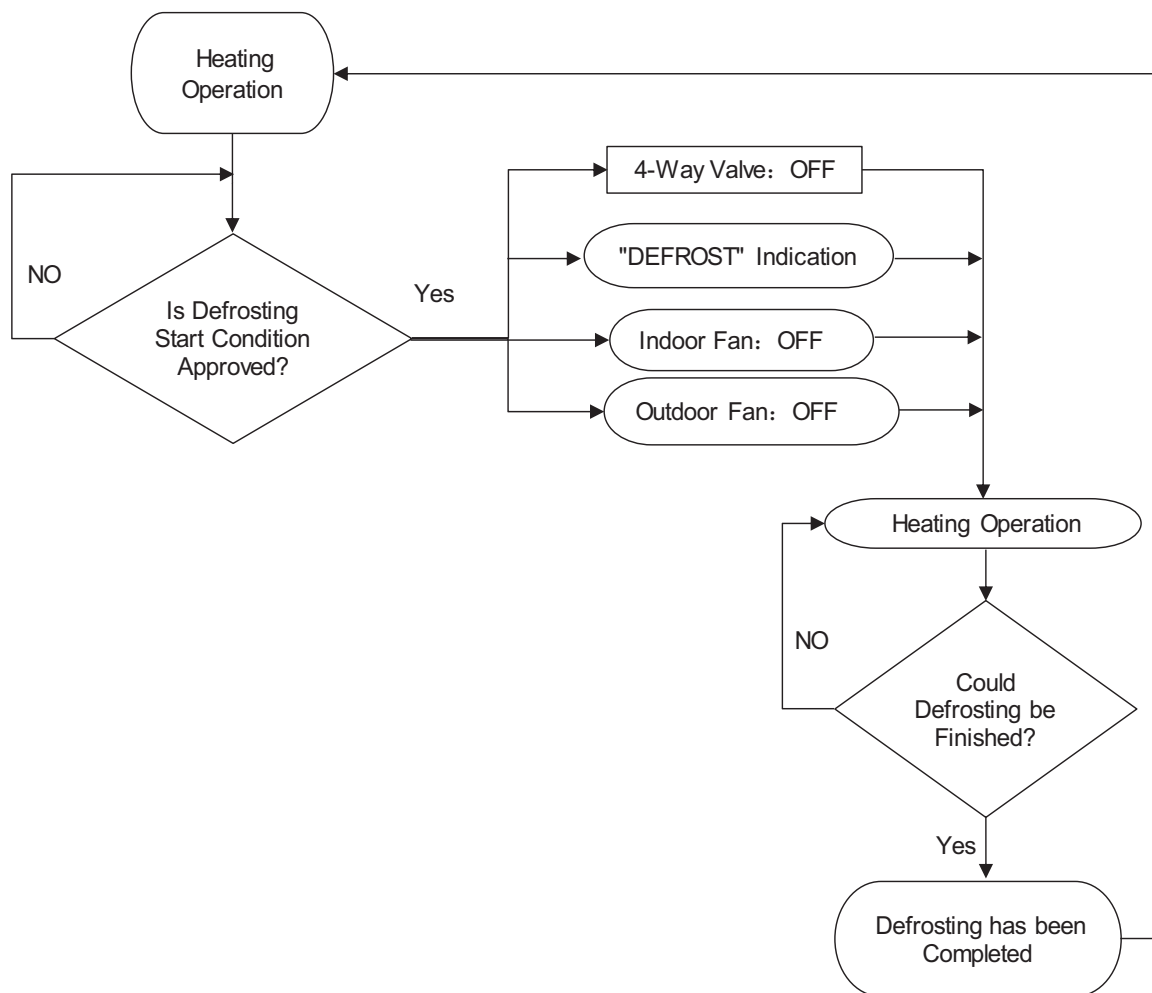 Heating
Operation
4-Way Valve：OFF
"DEFROST" Indication
NO
Yes
Is Defrosting
Start Condition
Approved?
Indoor Fan：OFF
Outdoor Fan：OFF
Heating Operation
NO
Could
Defrosting be
Finished?
Yes
Defrosting has been
Completed